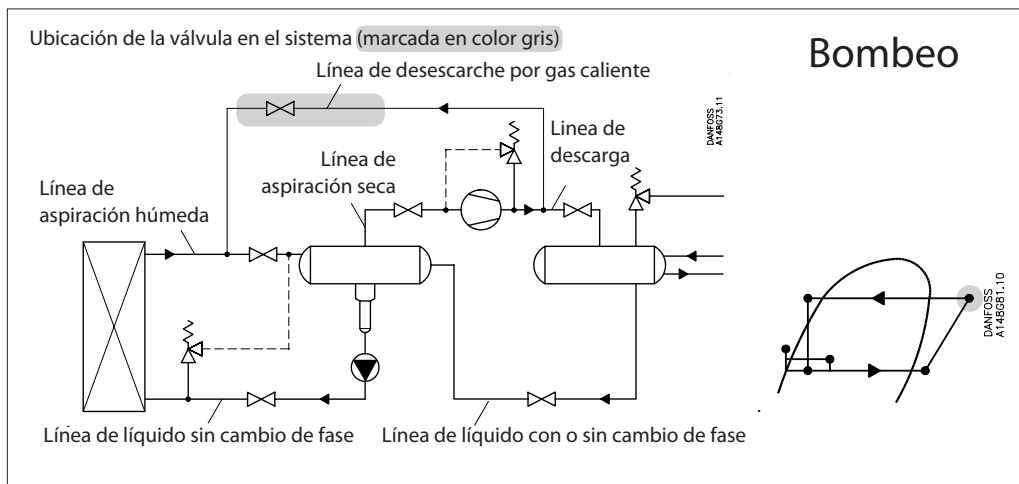 Ubicación de la válvula en el sistema (marcada en color gris)
Bombeo
Línea de desescarche por gas caliente
DANFOSS
A148G73.11
Linea de
descarga
Línea de
aspiración seca
Línea de
aspiración húmeda
DANFOSS
A148G81.10
Línea de líquido sin cambio de fase
Línea de líquido con o sin cambio de fase